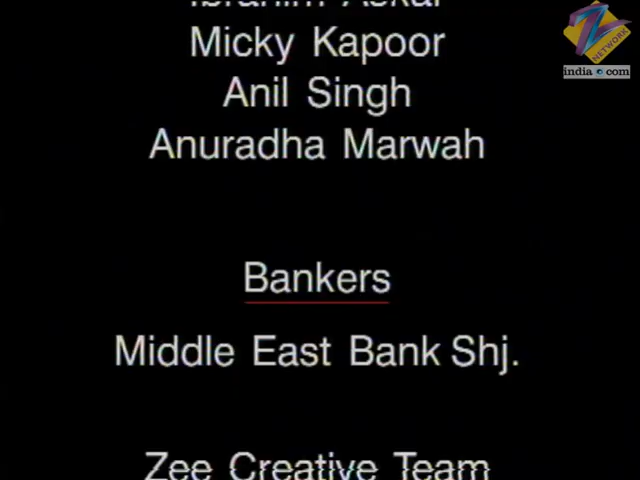 Micky Kapoor
Anil Singh
Anuradha Marwah
Bankers
Middle East Bank Shj.
Zee Creative Team
Z
NETWORK
india.com